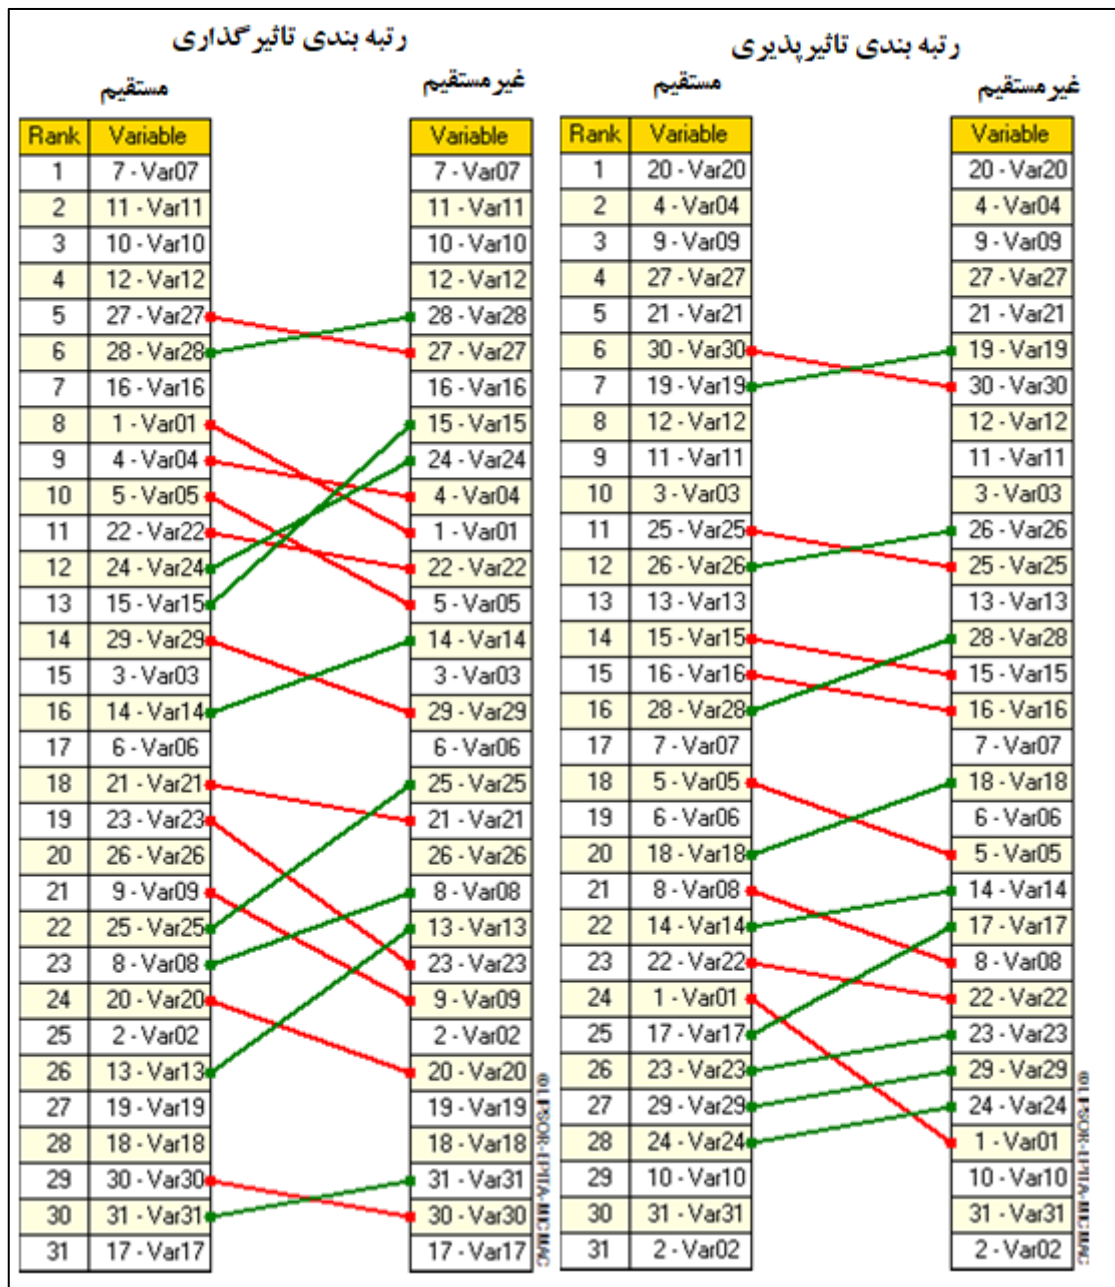 رتبه بندی تاثیرگذاری
مستقیم غیرمستقیم
Rank Variable Variable
1 7 - Var07 7 - Var07
2 11 - Var11 11 - Var11
3 10 - Var10 10 - Var10
4 12 - Var12 12 - Var12
5 27 - Var27 28 - Var28
6 28 - Var28 27 - Var27
7 16 - Var16 16 - Var16
8 1 - Var01 15 - Var15
9 4 - Var04 24 - Var24
10 5 - Var05 4 - Var04
11 22 - Var22 1 - Var01
12 24 - Var24 22 - Var22
13 15 - Var15 5 - Var05
14 29 - Var29 14 - Var14
15 3 - Var03 3 - Var03
16 14 - Var14 29 - Var29
17 6 - Var06 6 - Var06
18 21 - Var21 25 - Var25
19 23 - Var23 21 - Var21
20 26 - Var26 26 - Var26
21 9 - Var09 8 - Var08
22 25 - Var25 13 - Var13
23 8 - Var08 23 - Var23
24 20 - Var20 9 - Var09
25 2 - Var02 2 - Var02
26 13 - Var13 20 - Var20
27 19 - Var19 19 - Var19
28 18 - Var18 18 - Var18
29 30 - Var30 31 - Var31
30 31 - Var31 30 - Var30
31 17 - Var17 17 - Var17
© LIPSOR-EPITA-MICMAC
رتبه بندی تاثیرپذیری
مستقیم غیرمستقیم
Rank Variable Variable
1 20 - Var20 20 - Var20
2 4 - Var04 4 - Var04
3 9 - Var09 9 - Var09
4 27 - Var27 27 - Var27
5 21 - Var21 21 - Var21
6 30 - Var30 19 - Var19
7 19 - Var19 30 - Var30
8 12 - Var12 12 - Var12
9 11 - Var11 11 - Var11
10 3 - Var03 3 - Var03
11 25 - Var25 26 - Var26
12 26 - Var26 25 - Var25
13 13 - Var13 13 - Var13
14 15 - Var15 28 - Var28
15 16 - Var16 15 - Var15
16 28 - Var28 16 - Var16
17 7 - Var07 7 - Var07
18 5 - Var05 18 - Var18
19 6 - Var06 6 - Var06
20 18 - Var18 5 - Var05
21 8 - Var08 14 - Var14
22 14 - Var14 17 - Var17
23 22 - Var22 8 - Var08
24 1 - Var01 22 - Var22
25 17 - Var17 23 - Var23
26 23 - Var23 29 - Var29
27 29 - Var29 24 - Var24
28 24 - Var24 1 - Var01
29 10 - Var10 10 - Var10
30 31 - Var31 31 - Var31
31 2 - Var02 2 - Var02
© LIPSOR-EPITA-MICMAC